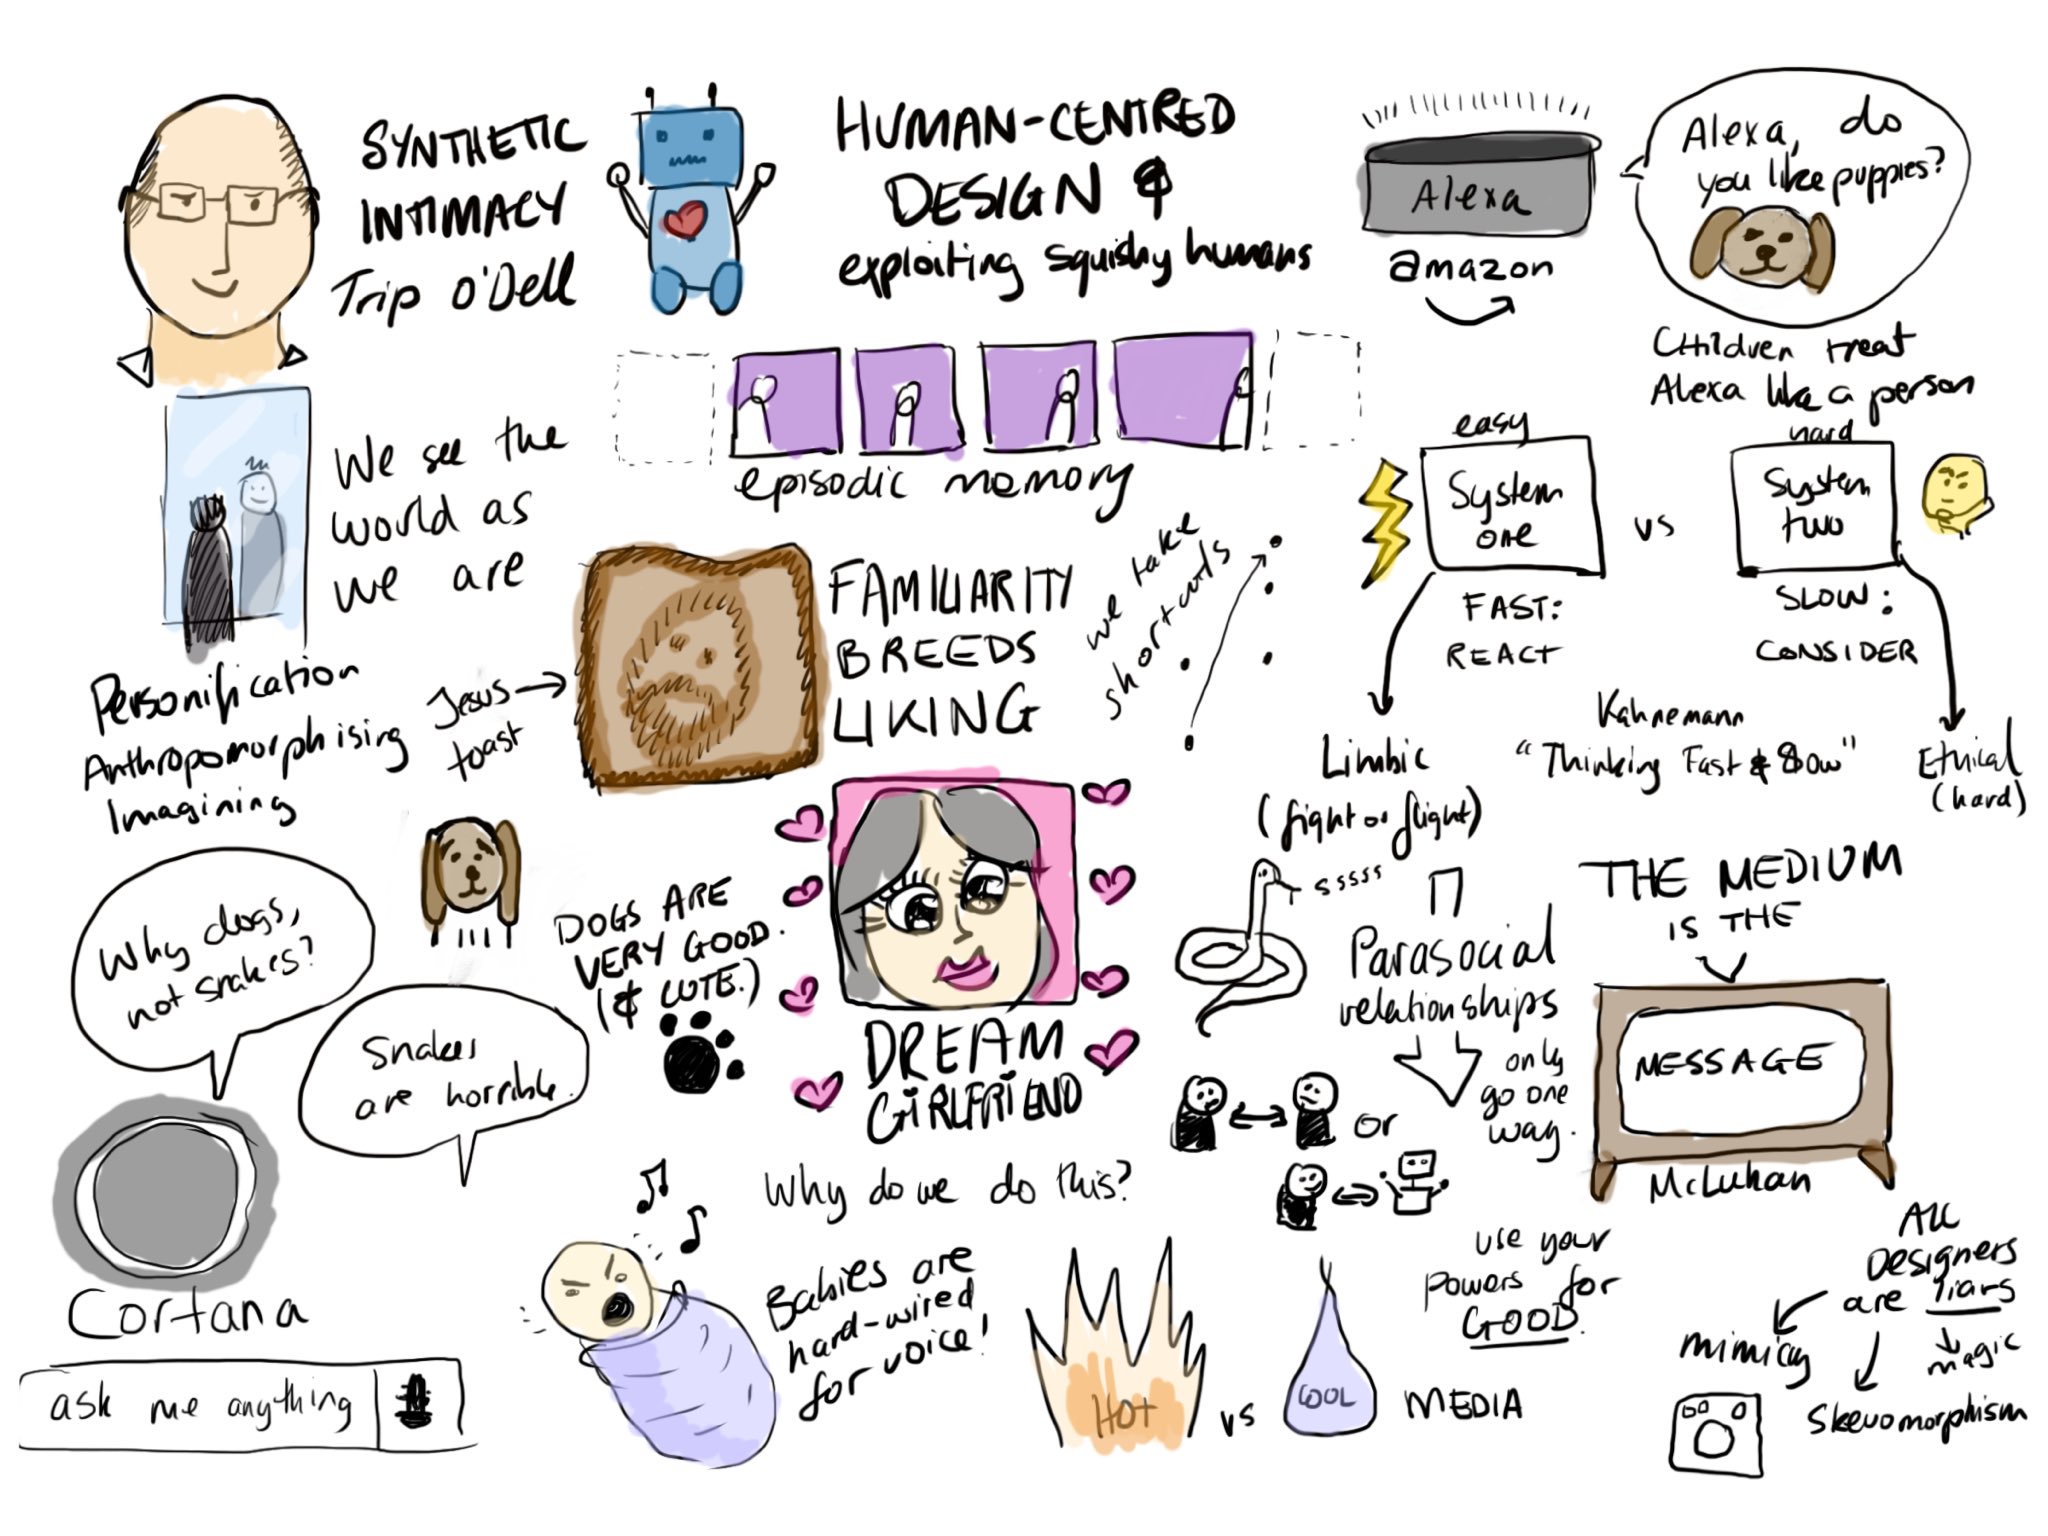 SYNTHETIC
INTIMACY
Trip O'Dell
HUMAN-CENTRED
DESIGN &
exploiting squishy humans
Alexa
amazon
Alexa, do
you like puppies?
Children treat
Alexa like a person
We see the
world as
we are
episodic memory
easy
System
one
FAST:
REACT
vs
hard
System
two
SLOW:
CONSIDER
Personification
Anthropomorphising
Imagining
Jesus
toast
FAMILIARITY
BREEDS
LIKING
we take
shortcuts
Limbic
(fight or flight)
Kahnemann
"Thinking Fast & Slow"
Ethical
(hard)
Why dogs,
not snakes?
Snakes
are horrible.
DOGS ARE
VERY GOOD.
(& CUTE.)
DREAM
GiRLFRiEND
sssss
Parasocial
relationships
only
go one
way.
or
THE MEDIUM
IS THE
MESSAGE
McLuhan
Cortana
ask me anything
Why do we do this?
Babies are
hard-wired
for voice!
HOT
vs
COOL
MEDIA
use your
powers for
GOOD.
All
Designers
are liars
mimicry
magic
Skeuomorphism